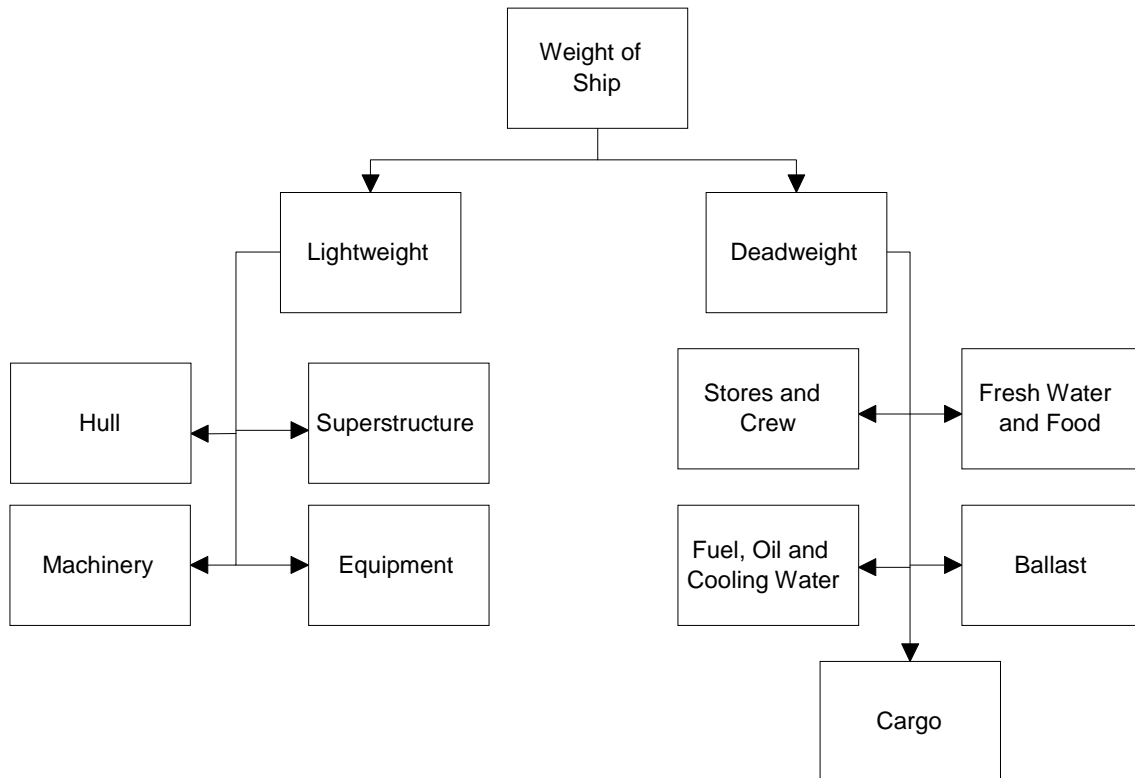 Weight of
Ship
Lightweight
Deadweight
Hull
Superstructure
Stores and
Crew
Fresh Water
and Food
Machinery
Equipment
Fuel, Oil and
Cooling Water
Ballast
Cargo